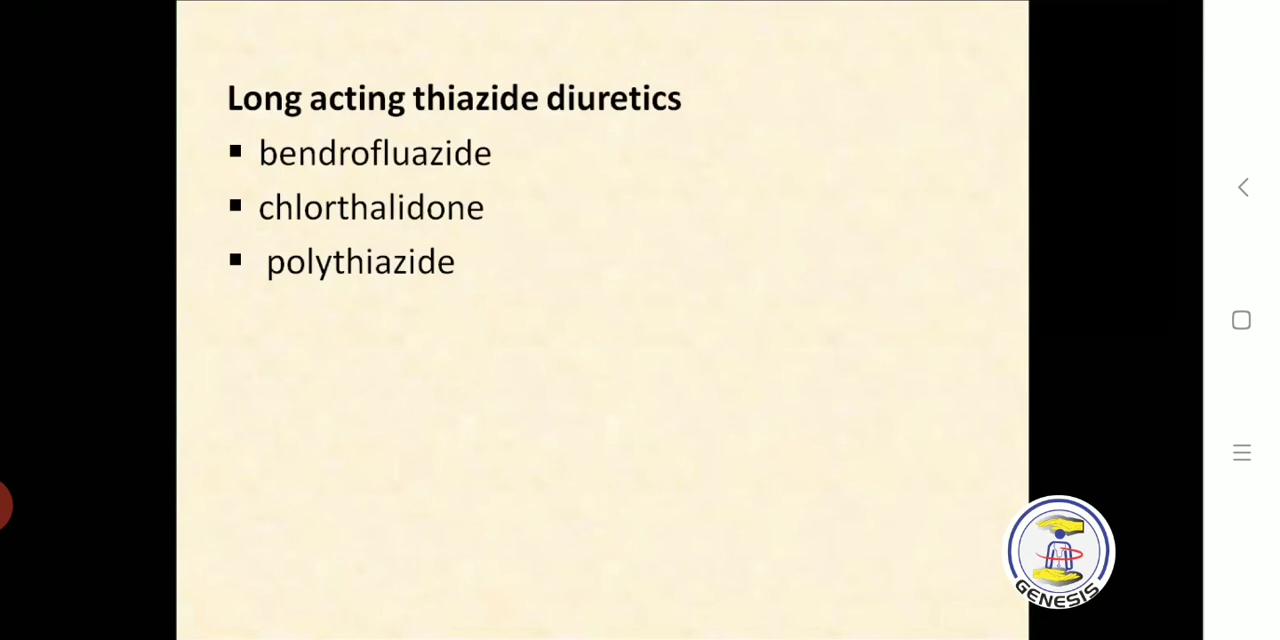 Long acting thiazide diuretics
▪ bendrofluazide
▪ chlorthalidone
▪ polythiazide
GENESIS